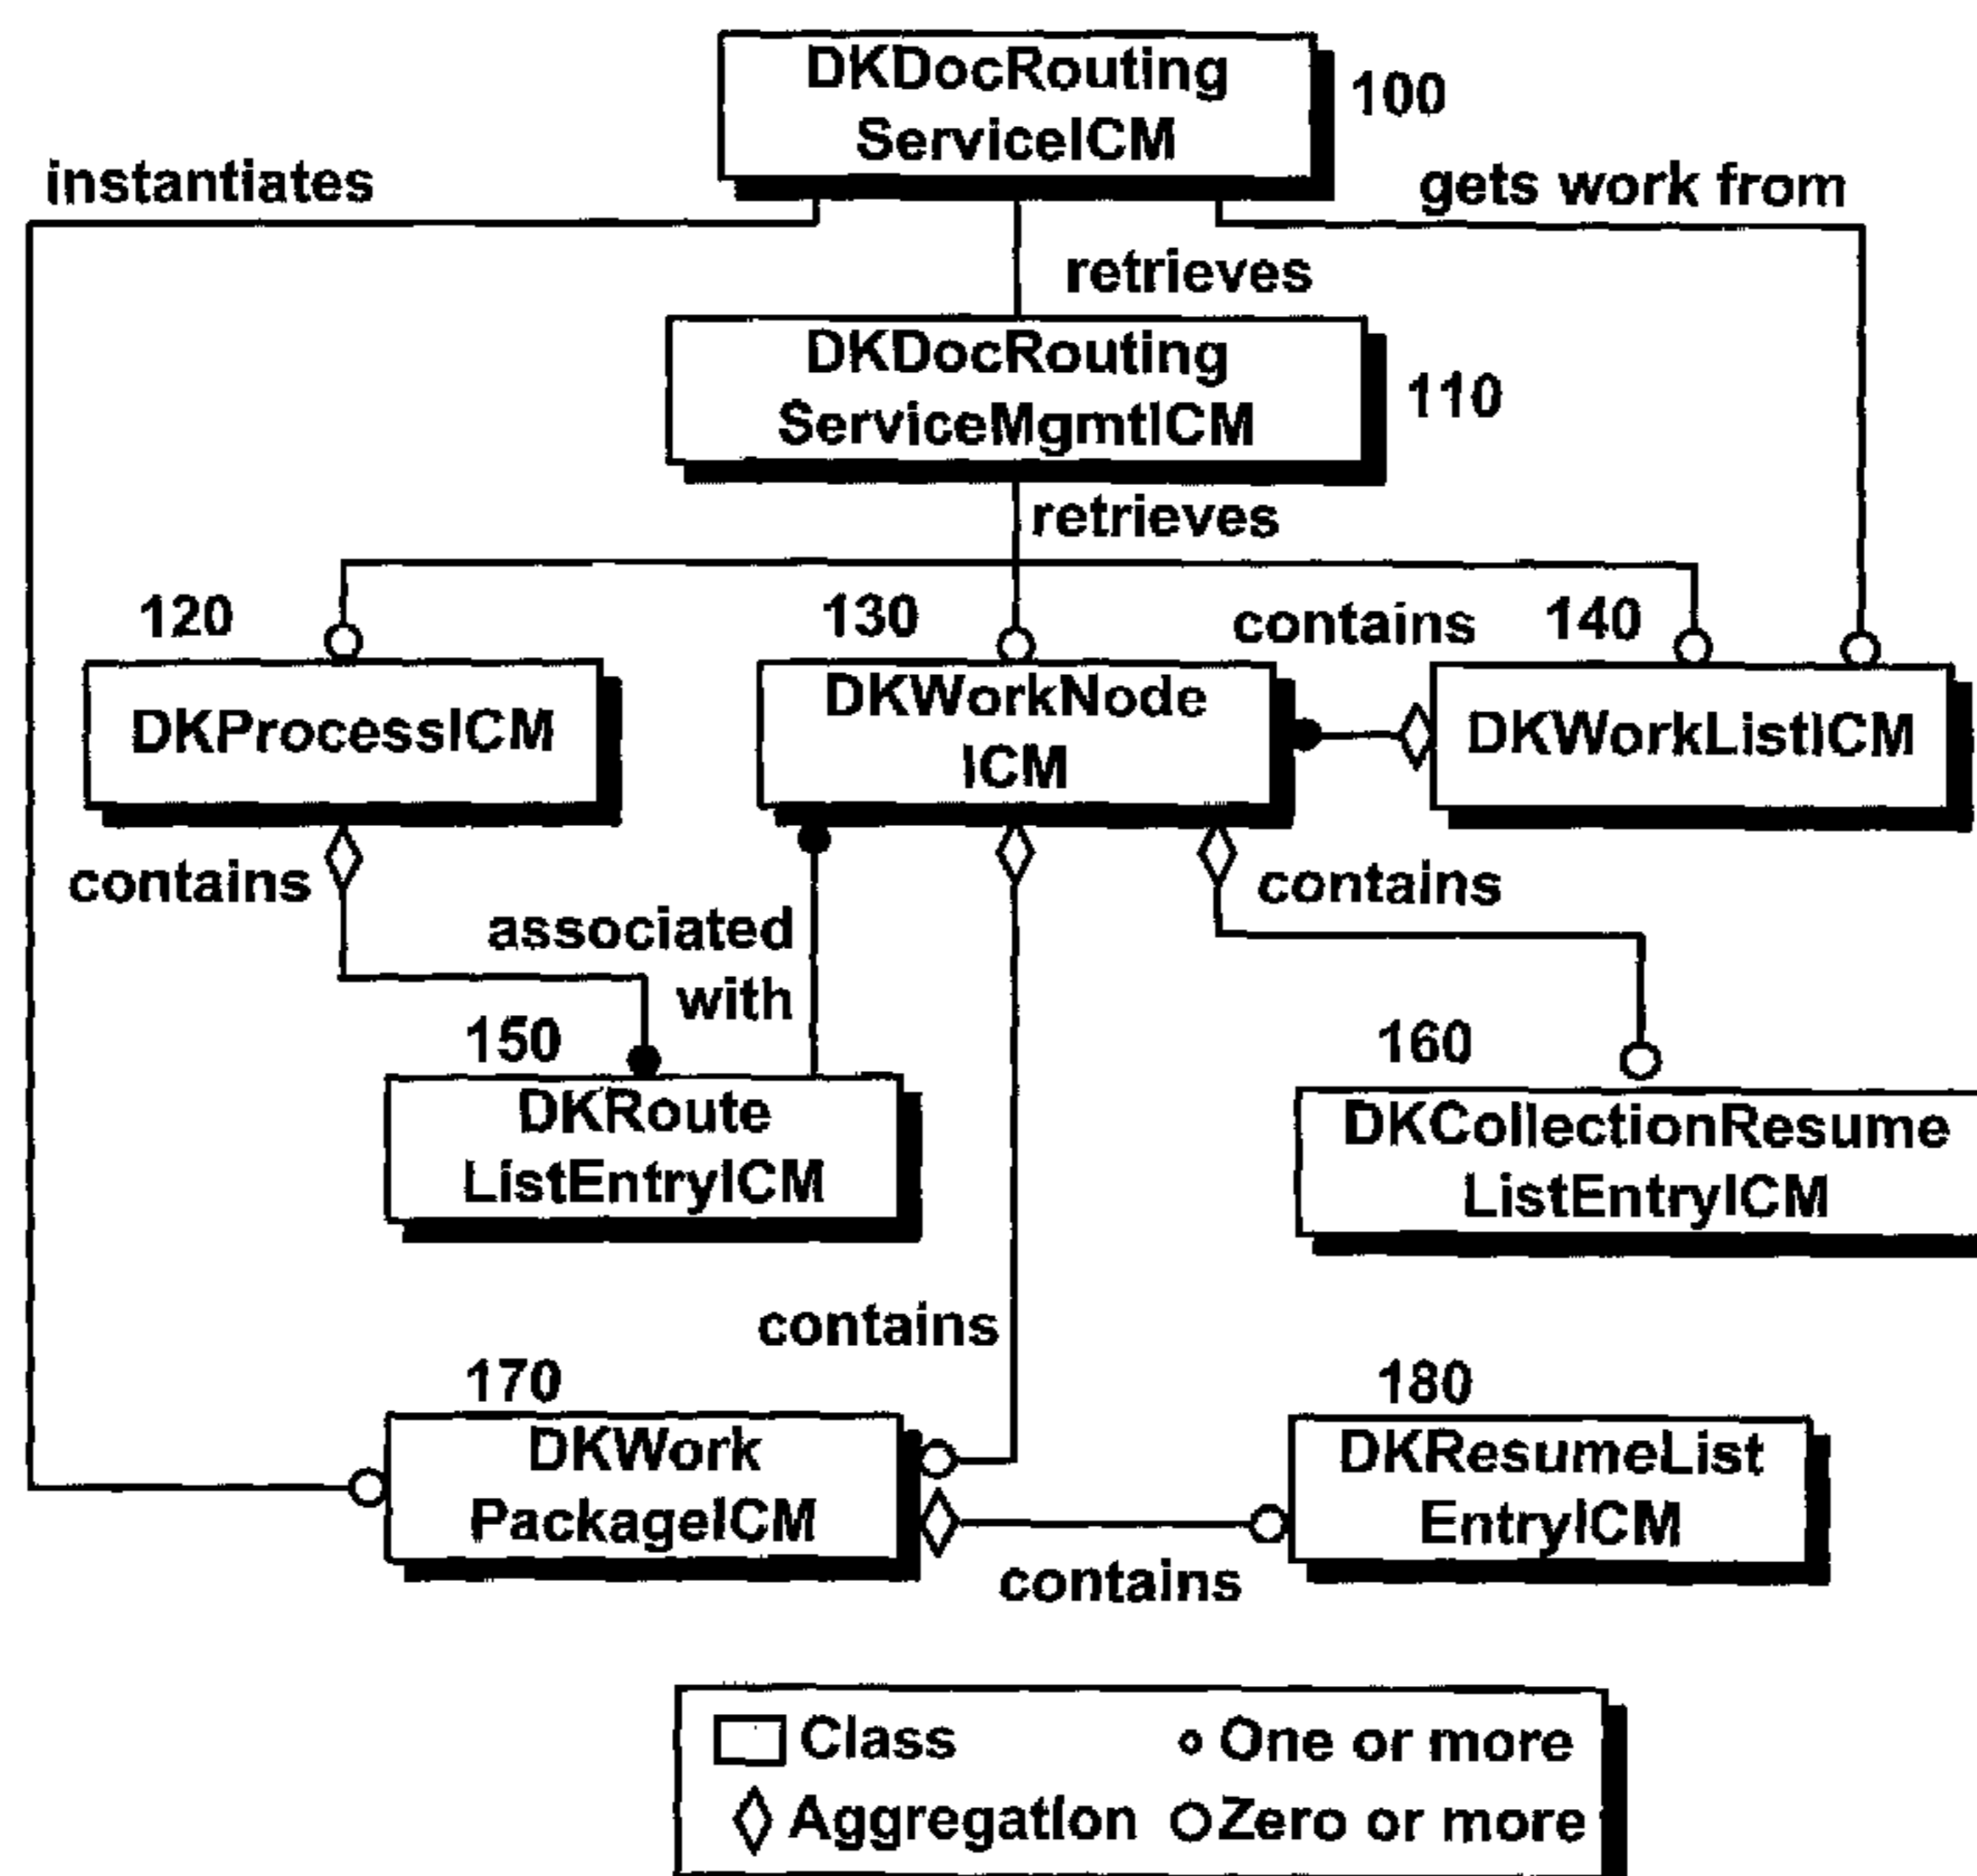 DKDocRouting
ServiceICM
100
instantiates
gets work from
retrieves
DKDocRouting
ServiceMgmtICM
110
retrieves
120
130
contains
140
DKProcessICM
DKWorkNode
ICM
DKWorkListICM
contains
contains
associated
with
150
160
DKRoute
ListEntryICM
DKCollectionResume
ListEntryICM
contains
170
180
DKWork
PackageICM
DKResumeList
EntryICM
contains
Class
One or more
Aggregation
Zero or more